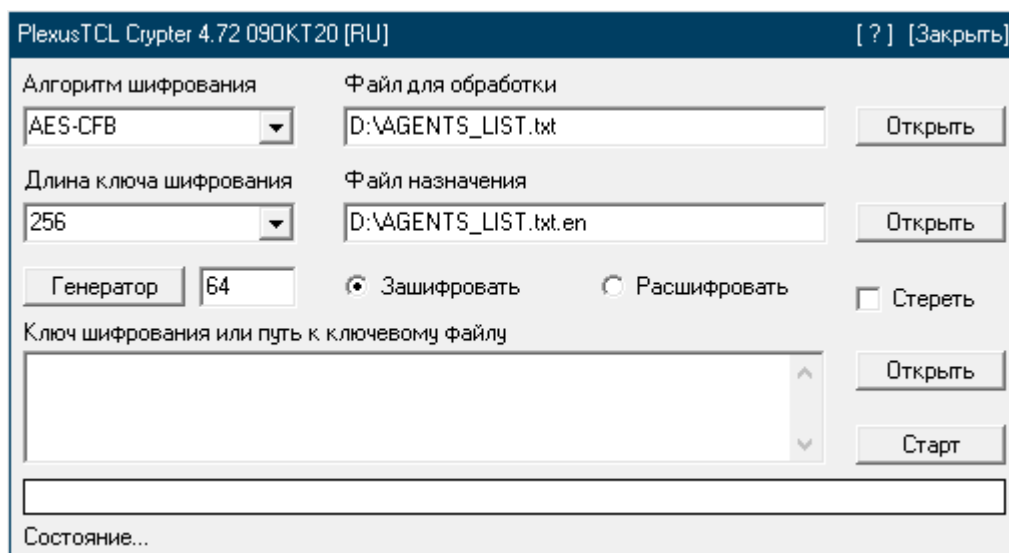 PlexusTCL Crypter 4.72 09OKT20 [RU] [ ? ] [Закрыть]
Алгоритм шифрования Файл для обработки
AES-CFB D:\AGENTS_LIST.txt Открыть
Длина ключа шифрования Файл назначения
256 D:\AGENTS_LIST.txt.en Открыть
Генератор 64 Зашифровать Расшифровать Стереть
Ключ шифрования или путь к ключевому файлу
Открыть
Старт
Состояние...